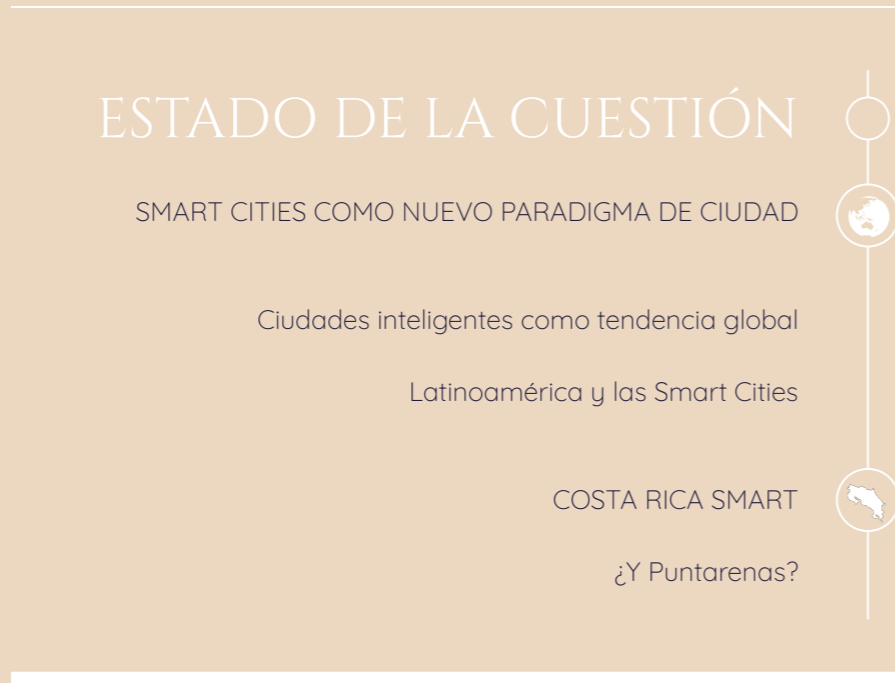 ESTADO DE LA CUESTIÓN
SMART CITIES COMO NUEVO PARADIGMA DE CIUDAD
Ciudades inteligentes como tendencia global
Latinoamérica y las Smart Cities
COSTA RICA SMART
¿Y Puntarenas?